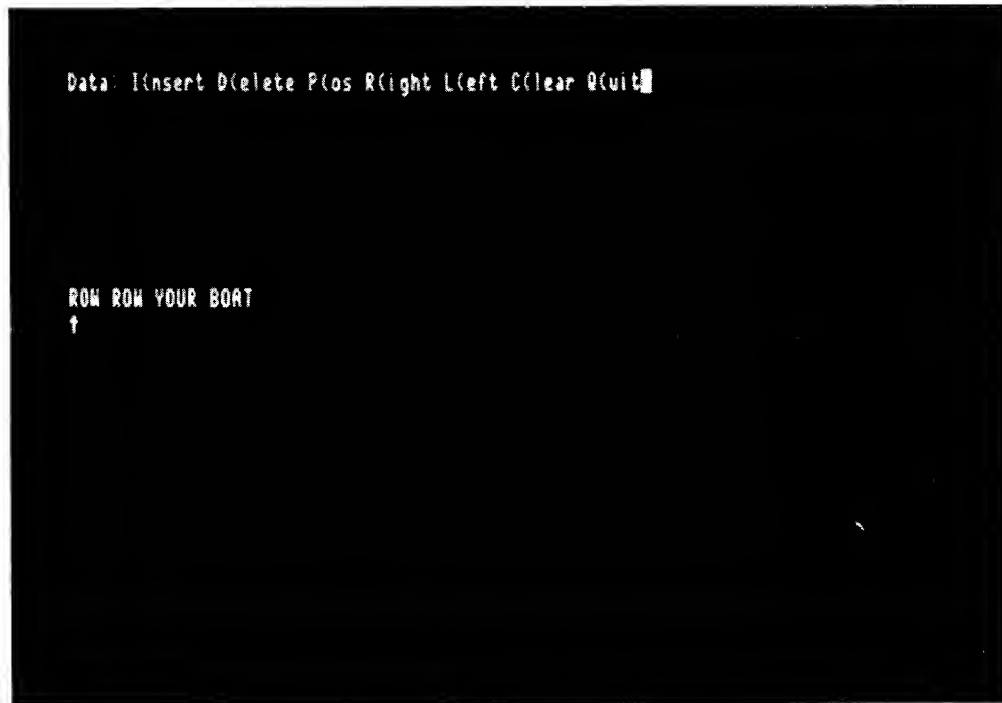 Data: I(nsert D(elete P(os R(ight L(eft C(lear Q(uit
ROW ROW YOUR BOAT
↑